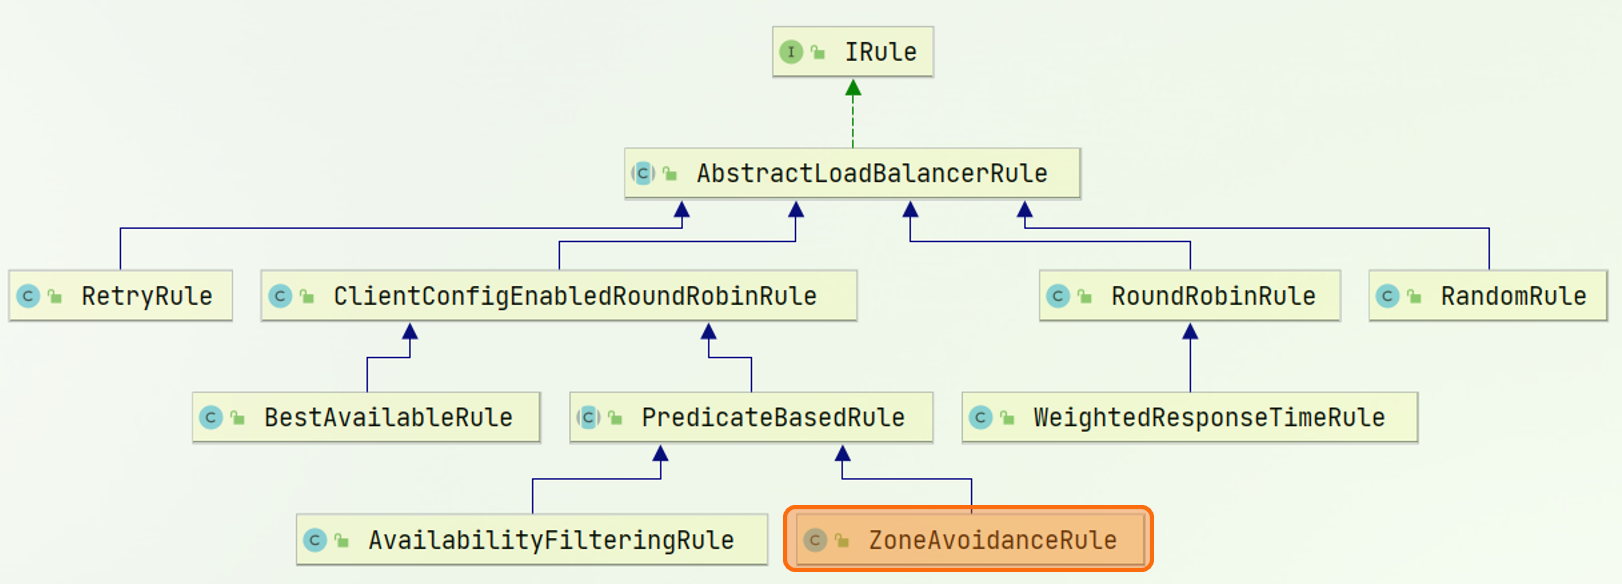 I IRule
C AbstractLoadBalancerRule
C RetryRule
C ClientConfigEnabledRoundRobinRule
C RoundRobinRule
C RandomRule
C BestAvailableRule
C PredicateBasedRule
C WeightedResponseTimeRule
C AvailabilityFilteringRule
C ZoneAvoidanceRule